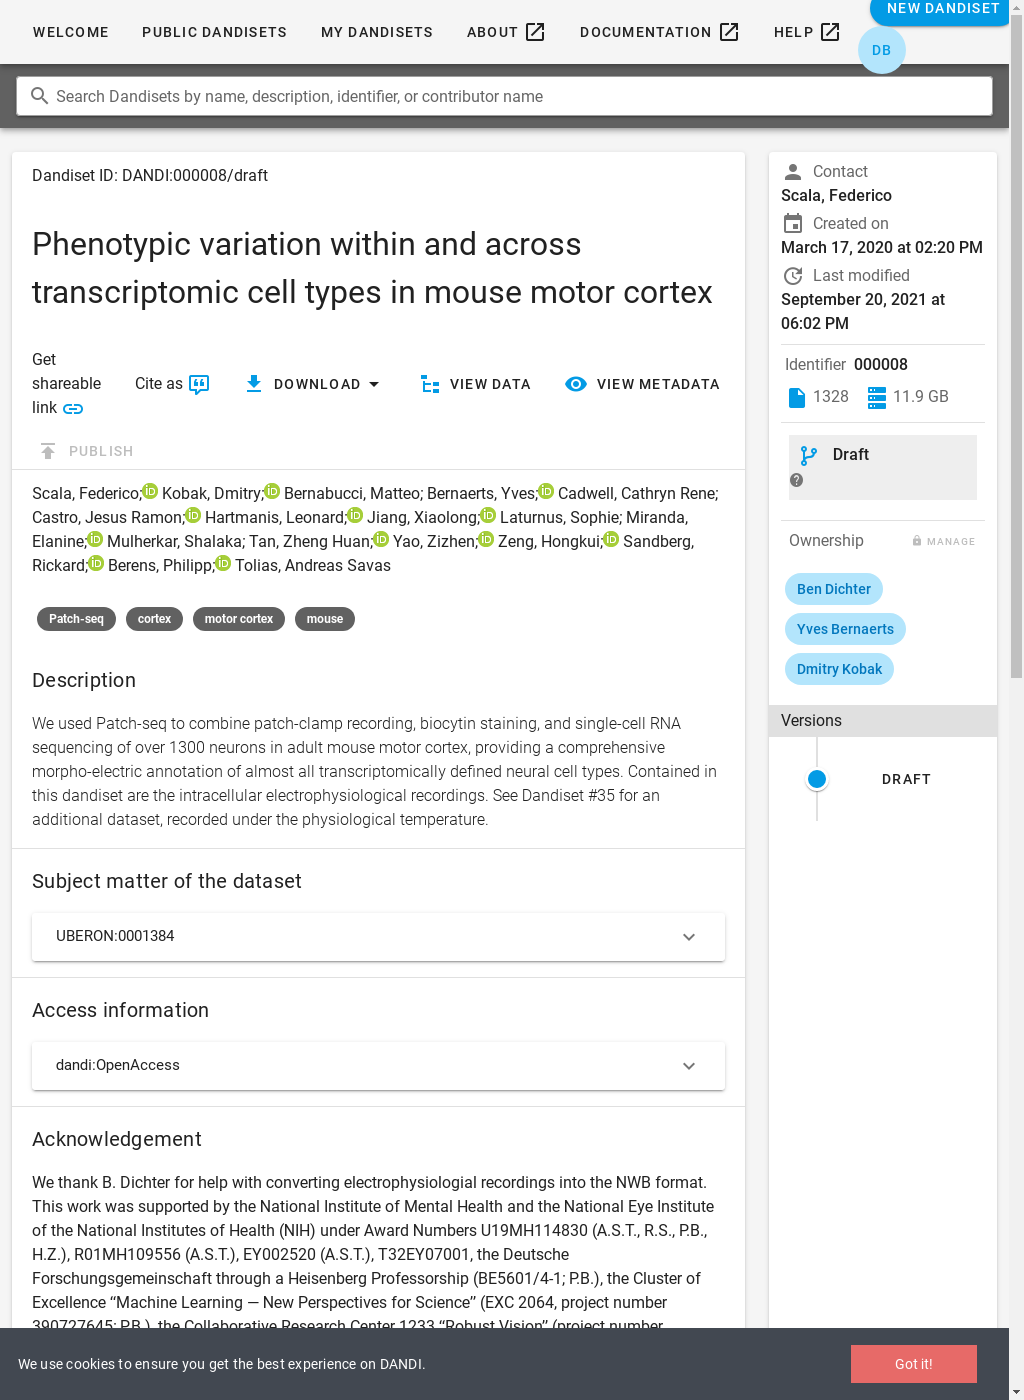 WELCOME PUBLIC DANDISETS MY DANDISETS ABOUT DOCUMENTATION HELP NEW DANDISET
DB
Search Dandisets by name, description, identifier, or contributor name
Dandiset ID: DANDI:000008/draft
Phenotypic variation within and across
transcriptomic cell types in mouse motor cortex
Get
shareable
link
Cite as
DOWNLOAD
VIEW DATA
VIEW METADATA
PUBLISH
Scala, Federico; Kobak, Dmitry; Bernabucci, Matteo; Bernaerts, Yves; Cadwell, Cathryn Rene;
Castro, Jesus Ramon; Hartmanis, Leonard; Jiang, Xiaolong; Laturnus, Sophie; Miranda,
Elanine; Mulherkar, Shalaka; Tan, Zheng Huan; Yao, Zizhen; Zeng, Hongkui; Sandberg,
Rickard; Berens, Philipp; Tolias, Andreas Savas
Patch-seq cortex motor cortex mouse
Description
We used Patch-seq to combine patch-clamp recording, biocytin staining, and single-cell RNA
sequencing of over 1300 neurons in adult mouse motor cortex, providing a comprehensive
morpho-electric annotation of almost all transcriptomically defined neural cell types. Contained in
this dandiset are the intracellular electrophysiological recordings. See Dandiset #35 for an
additional dataset, recorded under the physiological temperature.
Subject matter of the dataset
UBERON:0001384
Access information
dandi:OpenAccess
Acknowledgement
We thank B. Dichter for help with converting electrophysiologial recordings into the NWB format.
This work was supported by the National Institute of Mental Health and the National Eye Institute
of the National Institutes of Health (NIH) under Award Numbers U19MH114830 (A.S.T., R.S., P.B.,
H.Z.), R01MH109556 (A.S.T.), EY002520 (A.S.T.), T32EY07001, the Deutsche
Forschungsgemeinschaft through a Heisenberg Professorship (BE5601/4-1; P.B.), the Cluster of
Excellence “Machine Learning — New Perspectives for Science” (EXC 2064, project number
390727645; P.B.), the Collaborative Research Center 1233 “Robust Vision” (project number
Contact
Scala, Federico
Created on
March 17, 2020 at 02:20 PM
Last modified
September 20, 2021 at
06:02 PM
Identifier 000008
1328 11.9 GB
Draft
Ownership MANAGE
Ben Dichter
Yves Bernaerts
Dmitry Kobak
Versions
DRAFT
We use cookies to ensure you get the best experience on DANDI.
Got it!